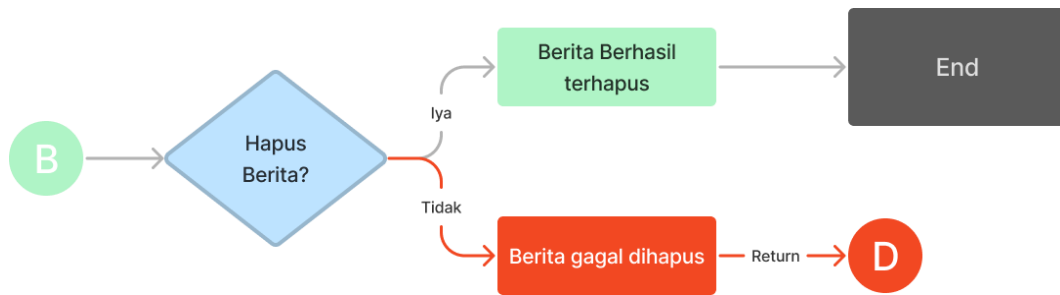 B
Hapus
Berita?
Iya
Berita Berhasil
terhapus
End
Tidak
Berita gagal dihapus
Return
D